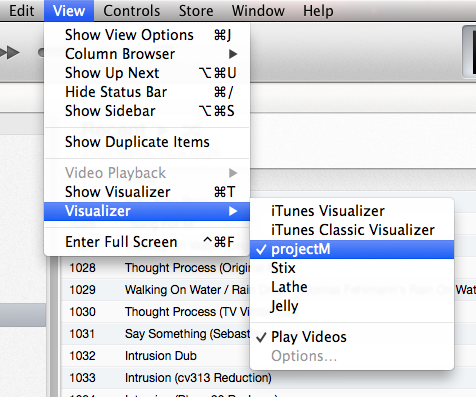 Edit View Controls Store Window Help
Show View Options ⌘J
Column Browser ▶
Show Up Next ⌥⌘U
Hide Status Bar ⌘/
Show Sidebar ⌥⌘S
Show Duplicate Items
Video Playback ▶
Show Visualizer ⌘T
Visualizer ▶
Enter Full Screen ^⌘F
iTunes Visualizer
iTunes Classic Visualizer
✓ projectM
Stix
Lathe
Jelly
✓ Play Videos
Options...
1028 Thought Process (Original
1029 Walking On Water / Rain
1030 Thought Process (TV Vi
1031 Say Something (Sebast
1032 Intrusion Dub
1033 Intrusion (cv313 Reduction)